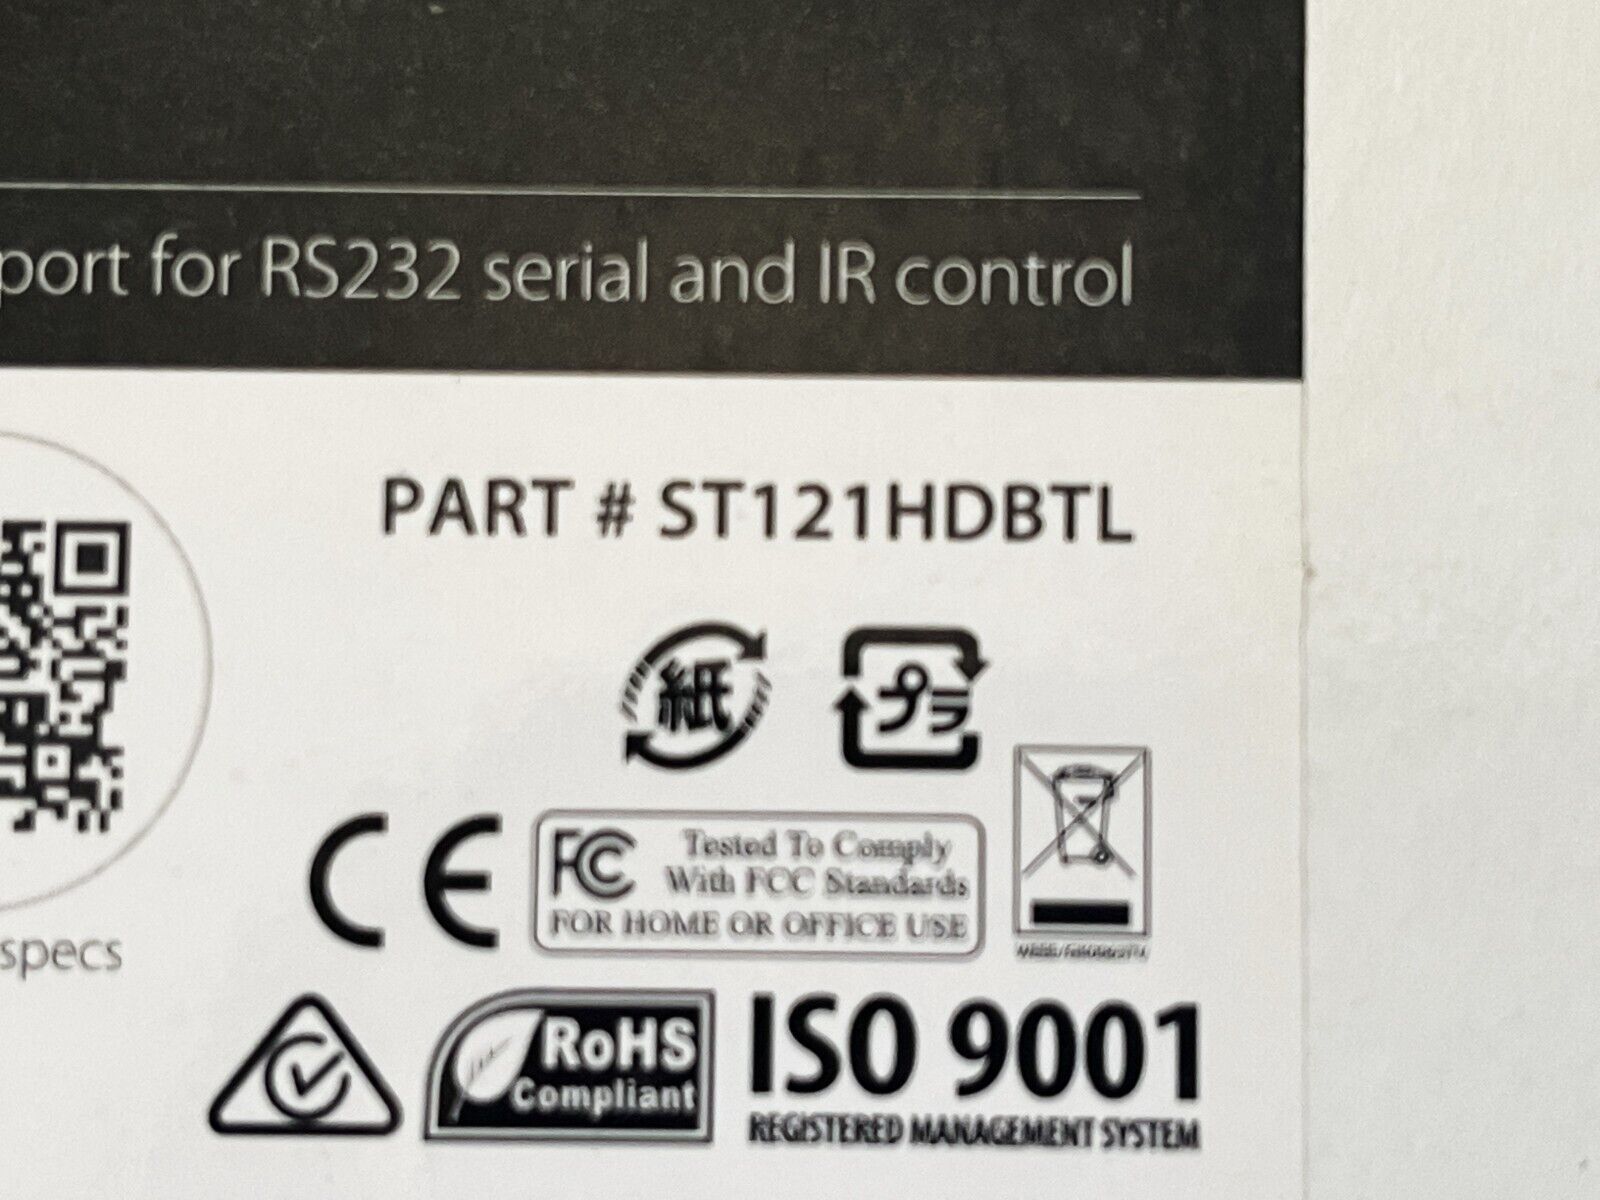 port for RS232 serial and IR control
PART # ST121HDBTL
紙
プラ
CE
FC Tested To Comply
With FCC Standards
FOR HOME OR OFFICE USE
specs
RoHS
Compliant
ISO 9001
REGISTERED MANAGEMENT SYSTEM